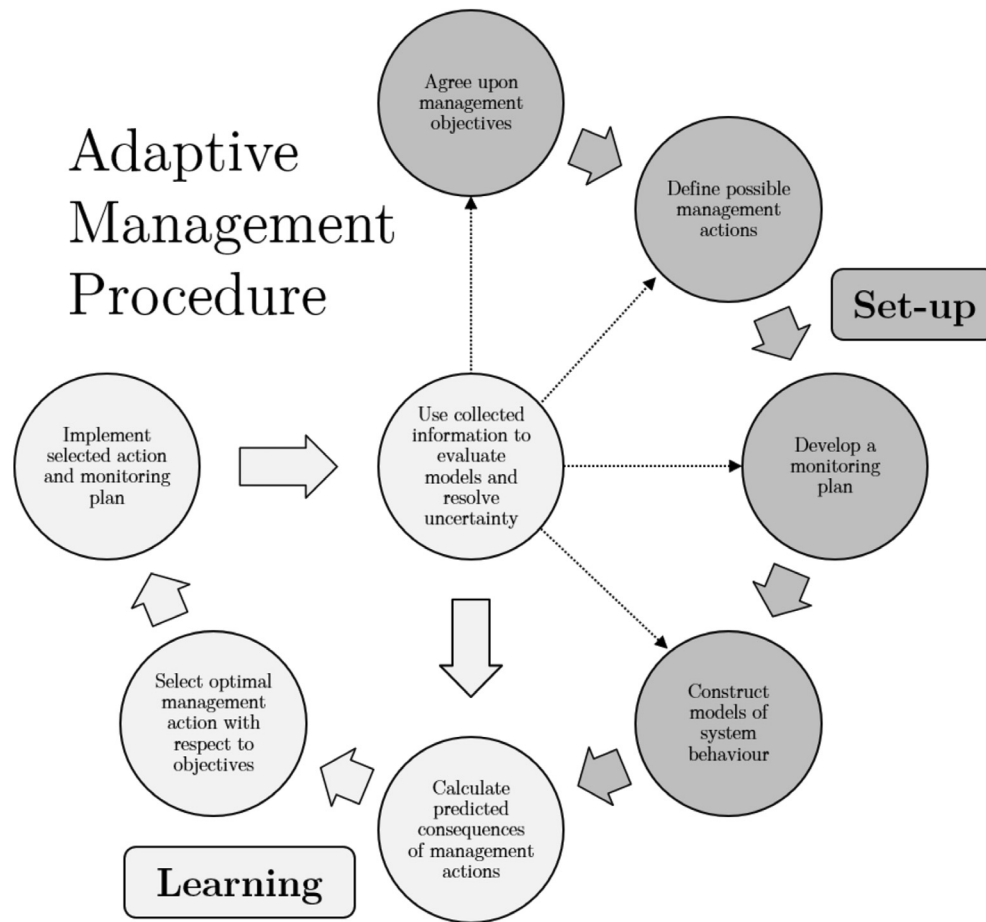 Adaptive
Management
Procedure
Agree upon
management
objectives
Define possible
management
actions
Set-up
Develop a
monitoring
plan
Construct
models of
system
behaviour
Calculate
predicted
consequences
of management
actions
Select optimal
management
action with
respect to
objectives
Learning
Implement
selected action
and monitoring
plan
Use collected
information to
evaluate
models and
resolve
uncertainty